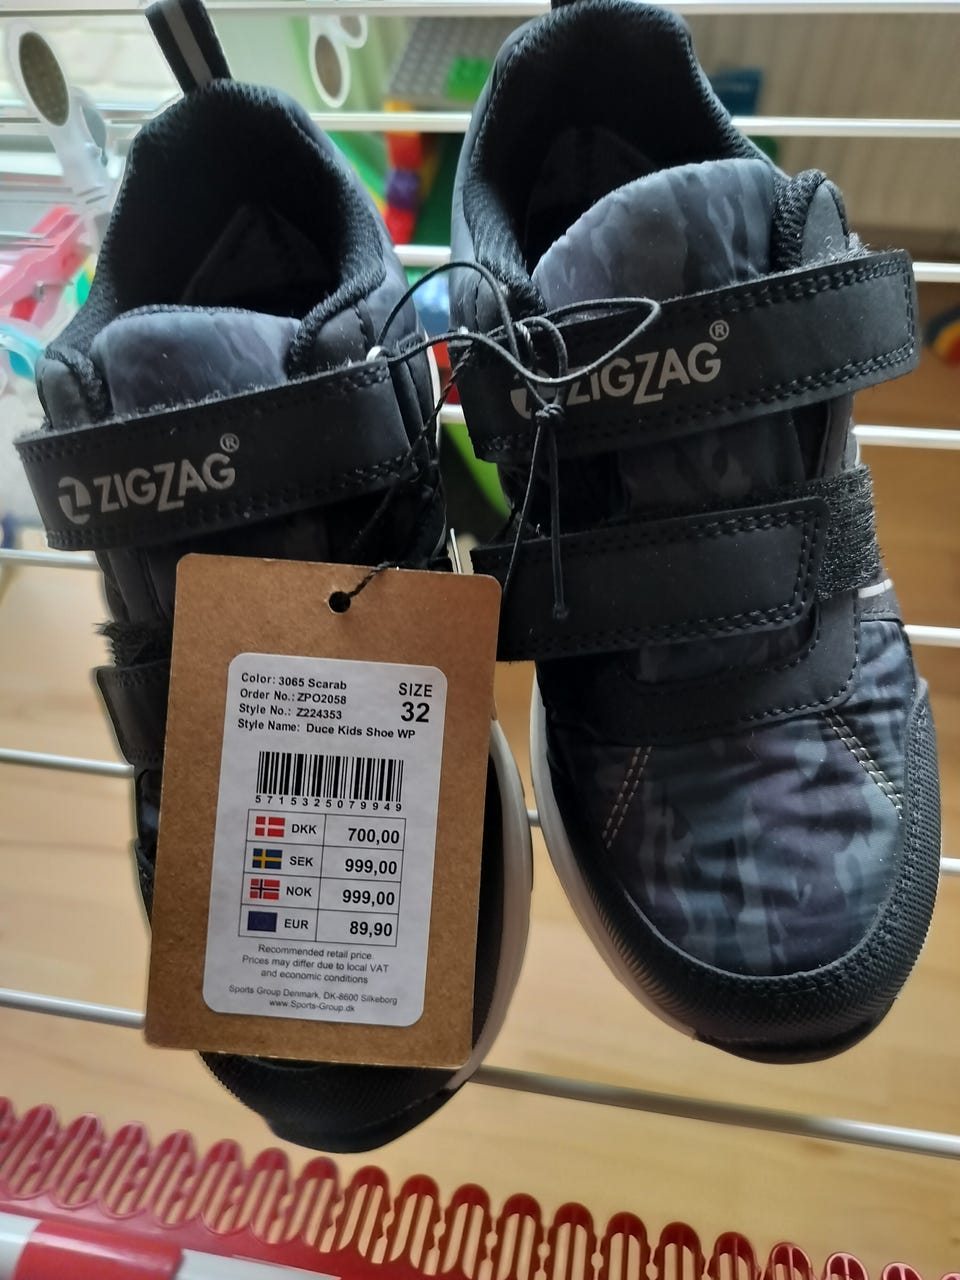 ZIGZAG®
ZIGZAG®
Color: 3065 Scarab
Order No.: ZPO2058
Style No.: Z224353
Style Name: Duce Kids Shoe WP
SIZE
32
5715325079949
DKK 700,00
SEK 999,00
NOK 999,00
EUR 89,90
Recommended retail price.
Prices may differ due to local VAT
and economic conditions
Sports Group Denmark, DK-8600 Silkeborg
www.Sports-Group.dk